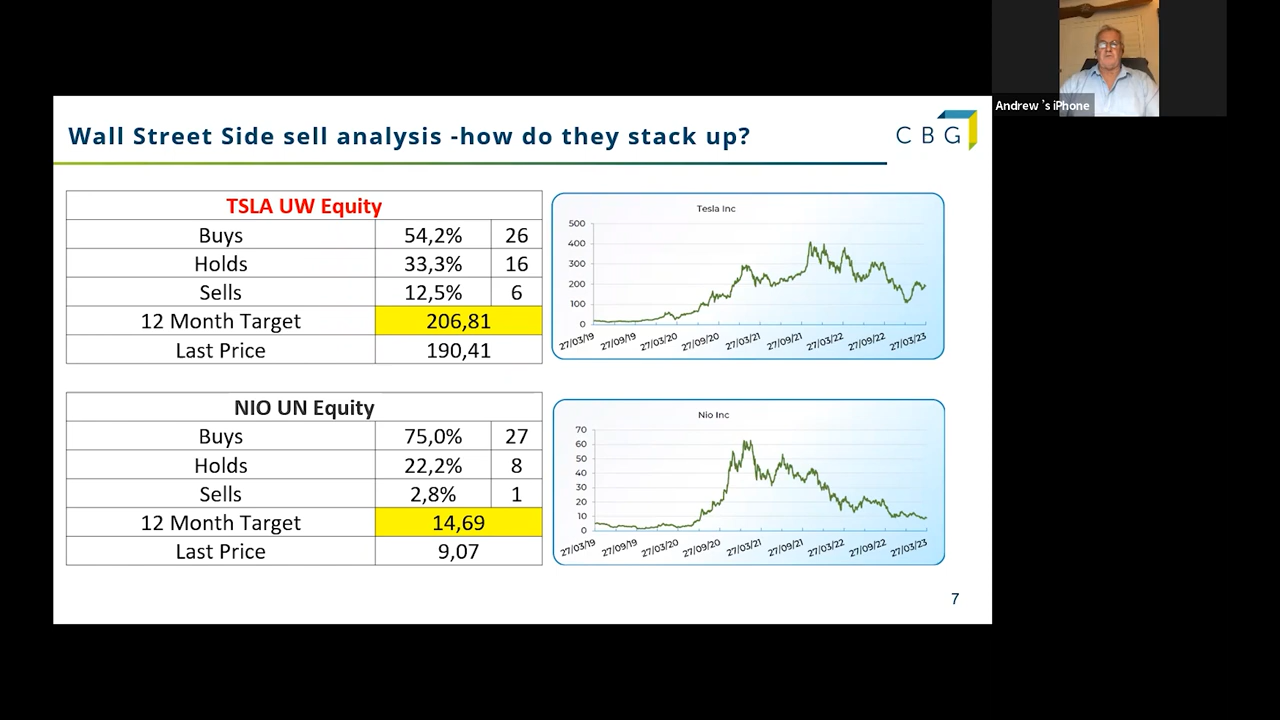 Andrew 's iPhone
Wall Street Side sell analysis -how do they stack up?
CBG
TSLA UW Equity
Buys 54,2% 26
Holds 33,3% 16
Sells 12,5% 6
12 Month Target 206,81
Last Price 190,41
Tesla Inc
500
400
300
200
100
0
27/03/19 27/09/19 27/03/20 27/09/20 27/03/21 27/09/21 27/03/22 27/09/22 27/03/23
NIO UN Equity
Buys 75,0% 27
Holds 22,2% 8
Sells 2,8% 1
12 Month Target 14,69
Last Price 9,07
Nio Inc
70
60
50
40
30
20
10
0
27/03/19 27/09/19 27/03/20 27/09/20 27/03/21 27/09/21 27/03/22 27/09/22 27/03/23
7